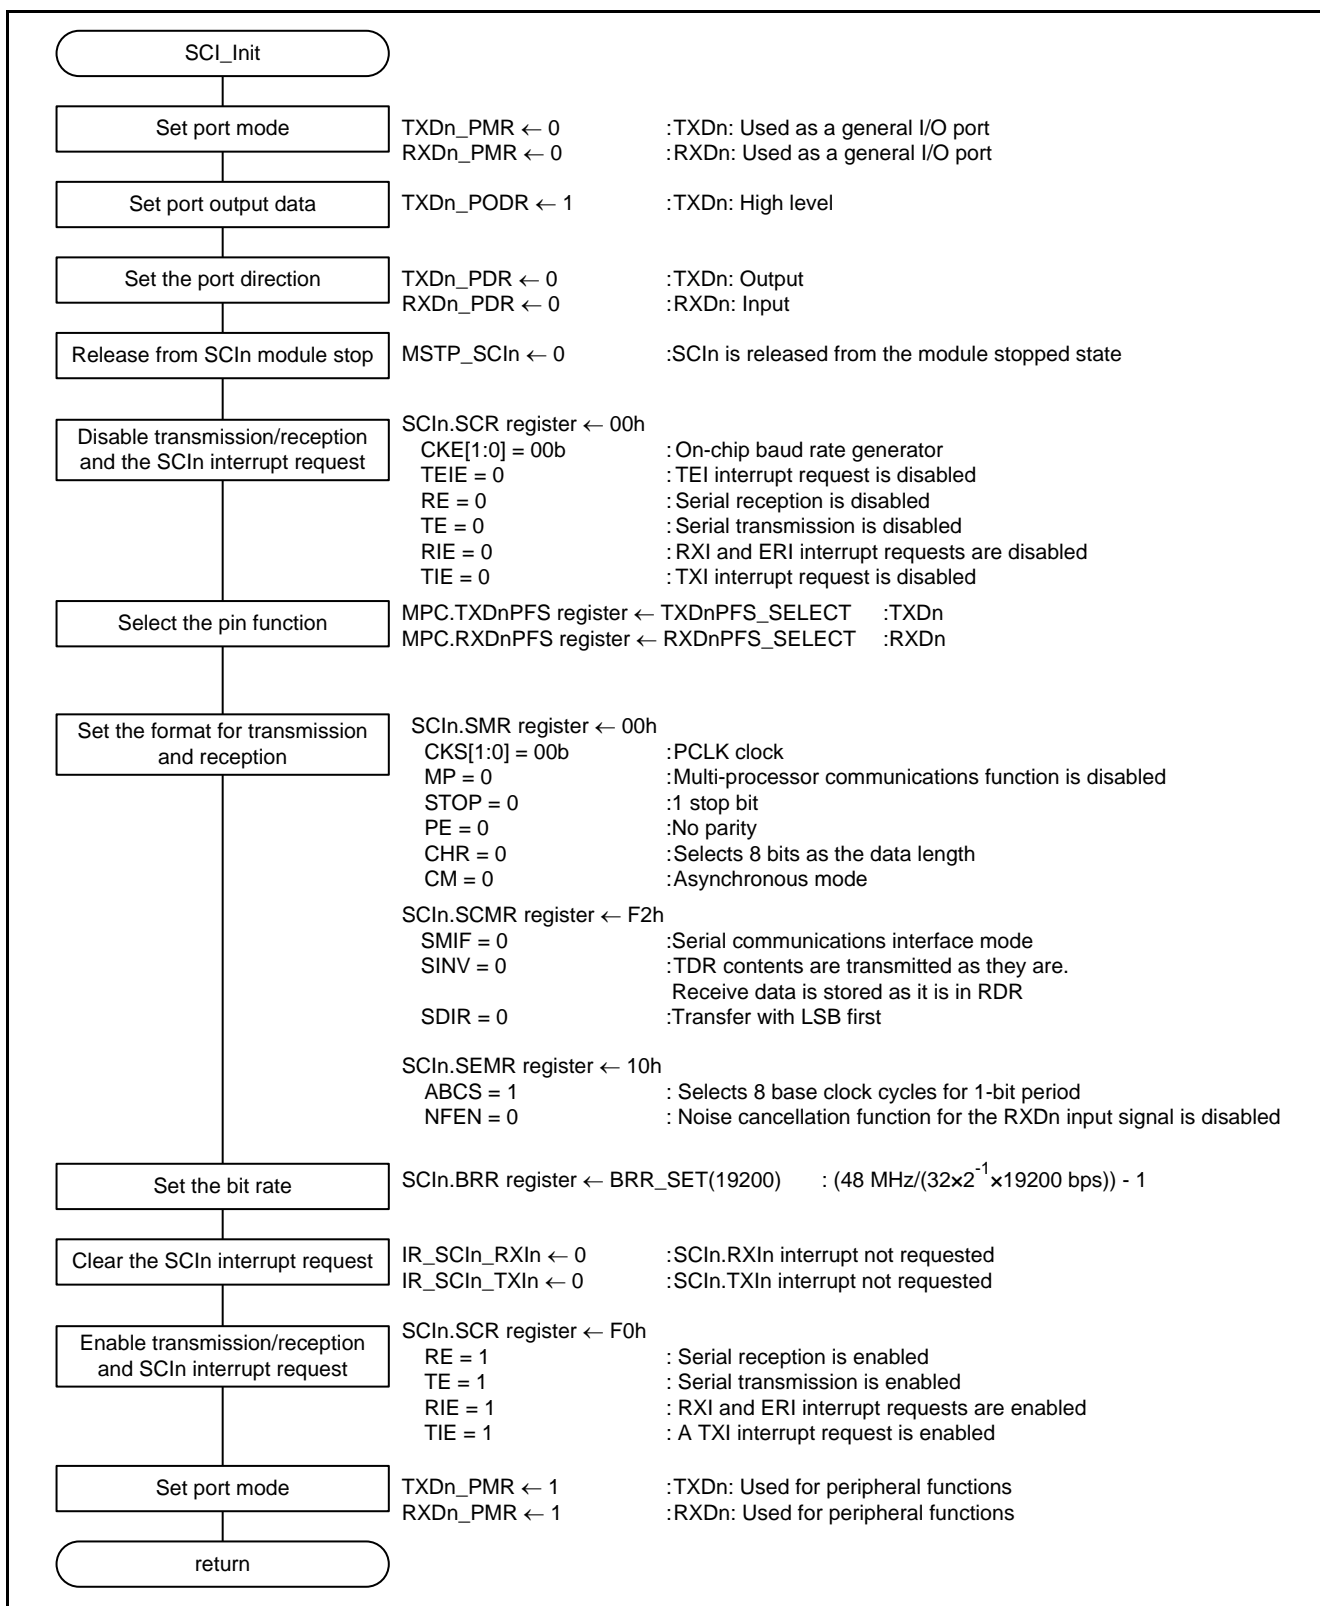 SCI_Init
Set port mode
TXDn_PMR ← 0 :TXDn: Used as a general I/O port
RXDn_PMR ← 0 :RXDn: Used as a general I/O port
Set port output data
TXDn_PODR ← 1 :TXDn: High level
Set the port direction
TXDn_PDR ← 0 :TXDn: Output
RXDn_PDR ← 0 :RXDn: Input
Release from SCIn module stop
MSTP_SCIn ← 0 :SCIn is released from the module stopped state
Disable transmission/reception
and the SCIn interrupt request
SCIn.SCR register ← 00h
CKE[1:0] = 00b : On-chip baud rate generator
TEIE = 0 : TEI interrupt request is disabled
RE = 0 : Serial reception is disabled
TE = 0 : Serial transmission is disabled
RIE = 0 : RXI and ERI interrupt requests are disabled
TIE = 0 : TXI interrupt request is disabled
Select the pin function
MPC.TXDnPFS register ← TXDnPFS_SELECT :TXDn
MPC.RXDnPFS register ← RXDnPFS_SELECT :RXDn
Set the format for transmission
and reception
SCIn.SMR register ← 00h
CKS[1:0] = 00b :PCLK clock
MP = 0 :Multi-processor communications function is disabled
STOP = 0 :1 stop bit
PE = 0 :No parity
CHR = 0 :Selects 8 bits as the data length
CM = 0 :Asynchronous mode
SCIn.SCMR register ← F2h
SMIF = 0 :Serial communications interface mode
SINV = 0 :TDR contents are transmitted as they are.
Receive data is stored as it is in RDR
SDIR = 0 :Transfer with LSB first
SCIn.SEMR register ← 10h
ABCS = 1 : Selects 8 base clock cycles for 1-bit period
NFEN = 0 : Noise cancellation function for the RXDn input signal is disabled
Set the bit rate
SCIn.BRR register ← BRR_SET(19200) : (48 MHz/(32×2⁻¹×19200 bps)) - 1
Clear the SCIn interrupt request
IR_SCIn_RXIn ← 0 :SCIn.RXIn interrupt not requested
IR_SCIn_TXIn ← 0 :SCIn.TXIn interrupt not requested
Enable transmission/reception
and SCIn interrupt request
SCIn.SCR register ← F0h
RE = 1 : Serial reception is enabled
TE = 1 : Serial transmission is enabled
RIE = 1 : RXI and ERI interrupt requests are enabled
TIE = 1 : A TXI interrupt request is enabled
Set port mode
TXDn_PMR ← 1 :TXDn: Used for peripheral functions
RXDn_PMR ← 1 :RXDn: Used for peripheral functions
return